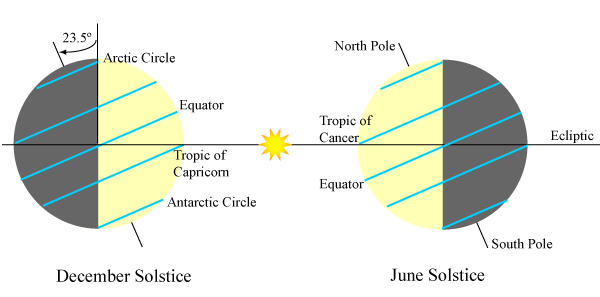 23.5º
Arctic Circle
Equator
Tropic of
Capricorn
Antarctic Circle
December Solstice
North Pole
Tropic of
Cancer
Equator
Ecliptic
South Pole
June Solstice